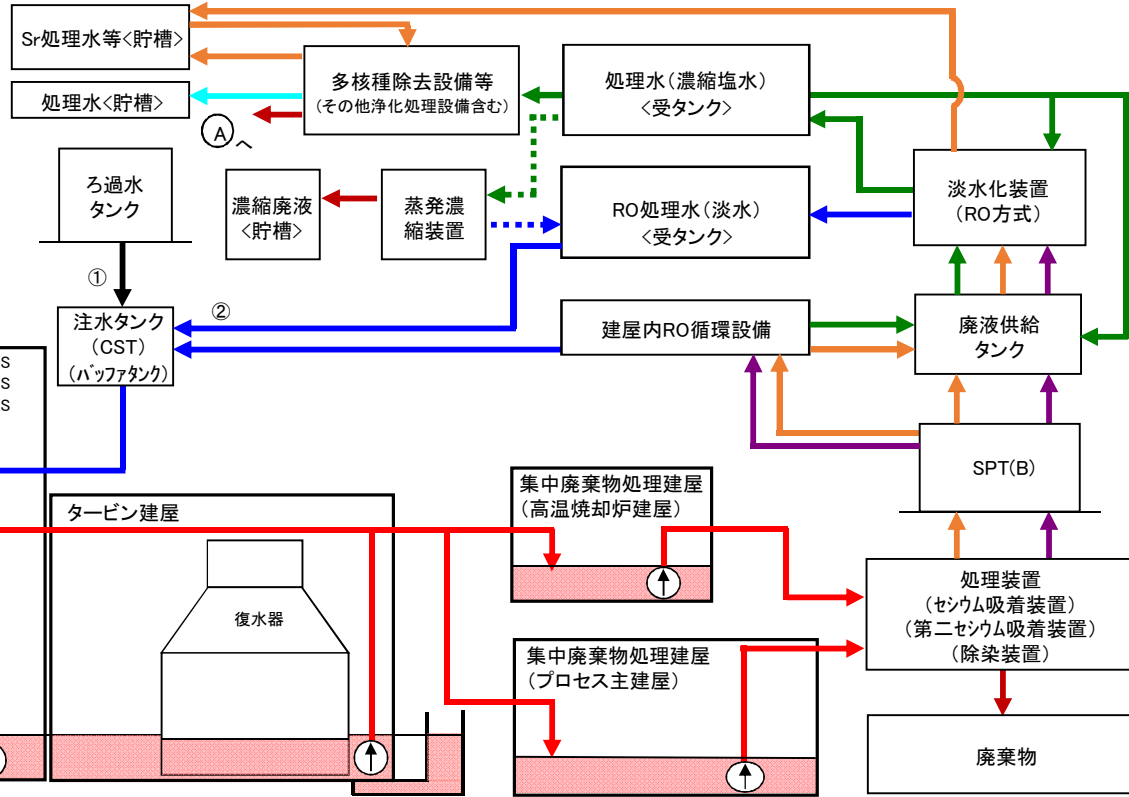 Sr処理水等<貯槽>
処理水<貯槽>
多核種除去設備等
(その他浄化処理設備含む)
Aへ
処理水(濃縮塩水)
<受タンク>
淡水化装置
(RO方式)
ろ過水
タンク
濃縮廃液
<貯槽>
蒸発濃
縮装置
RO処理水(淡水)
<受タンク>
①
②
注水タンク
(CST)
(バッファタンク)
建屋内RO循環設備
廃液供給
タンク
S
S
S
SPT(B)
タービン建屋
復水器
集中廃棄物処理建屋
(高温焼却炉建屋)
集中廃棄物処理建屋
(プロセス主建屋)
処理装置
(セシウム吸着装置)
(第二セシウム吸着装置)
(除染装置)
廃棄物